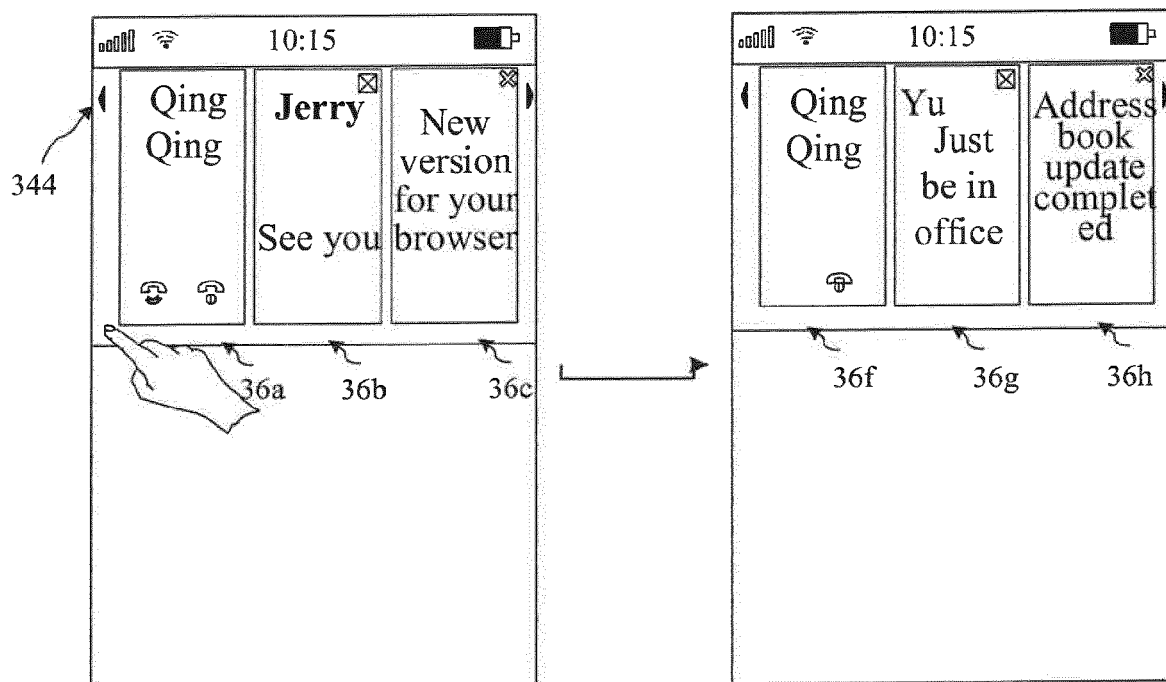 10:15
Qing
Qing
Jerry
See you
New
version
for your
browser
344
36a
36b
36c
10:15
Qing
Qing
Yu
Just
be in
office
Address
book
update
complet
ed
36f
36g
36h